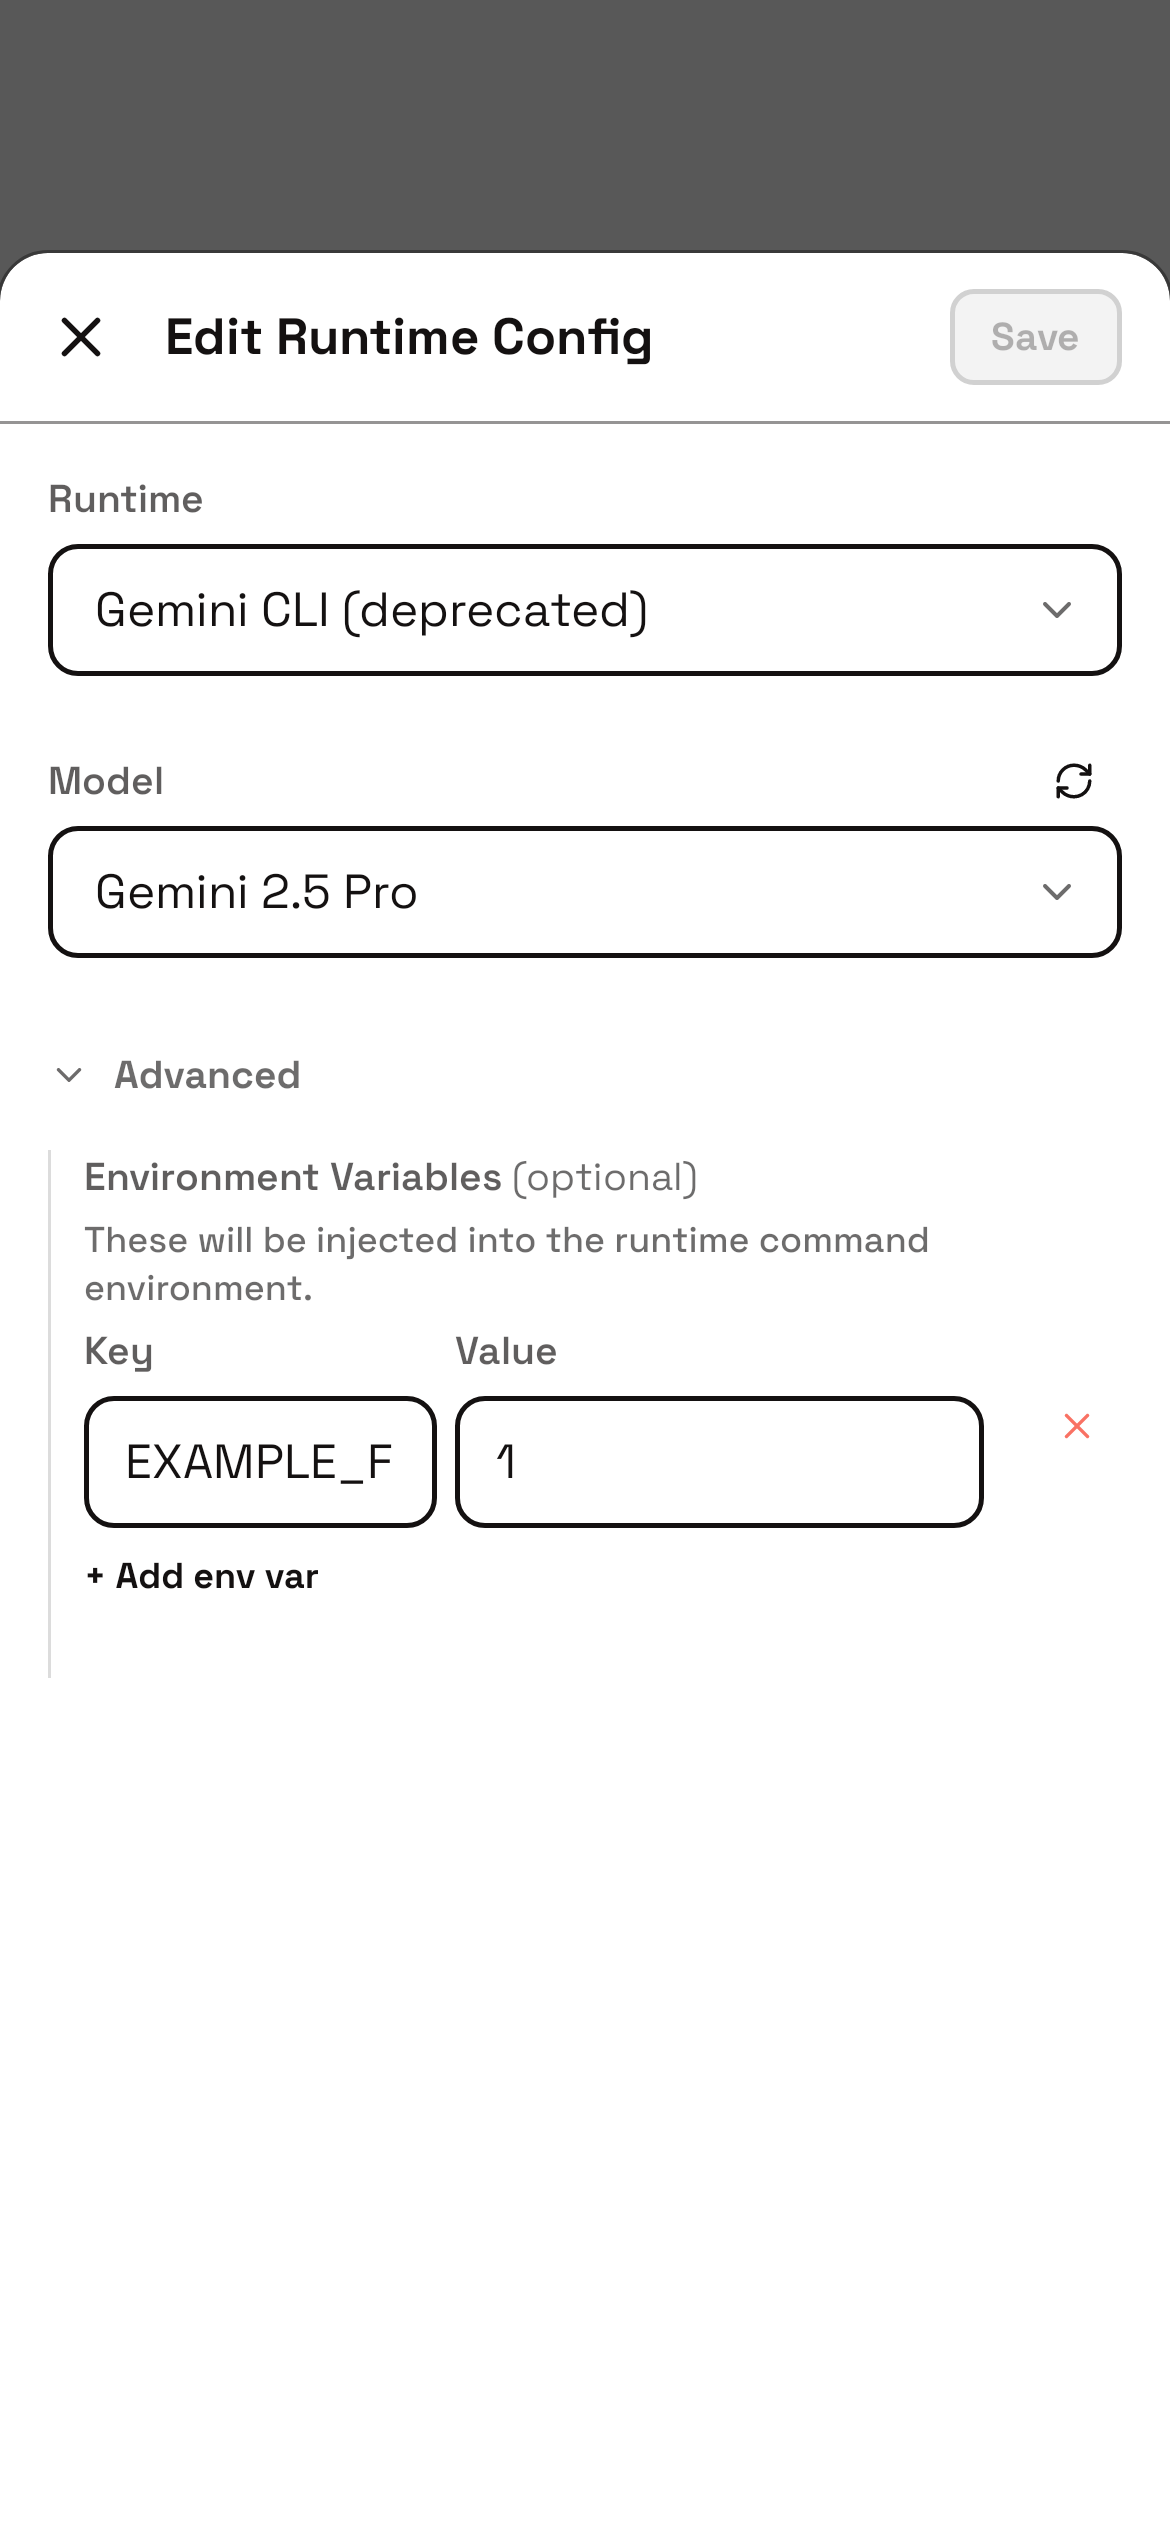 Edit Runtime Config
Save
Runtime
Gemini CLI (deprecated)
Model
Gemini 2.5 Pro
Advanced
Environment Variables (optional)
These will be injected into the runtime command
environment.
Key Value
EXAMPLE_F 1
+ Add env var